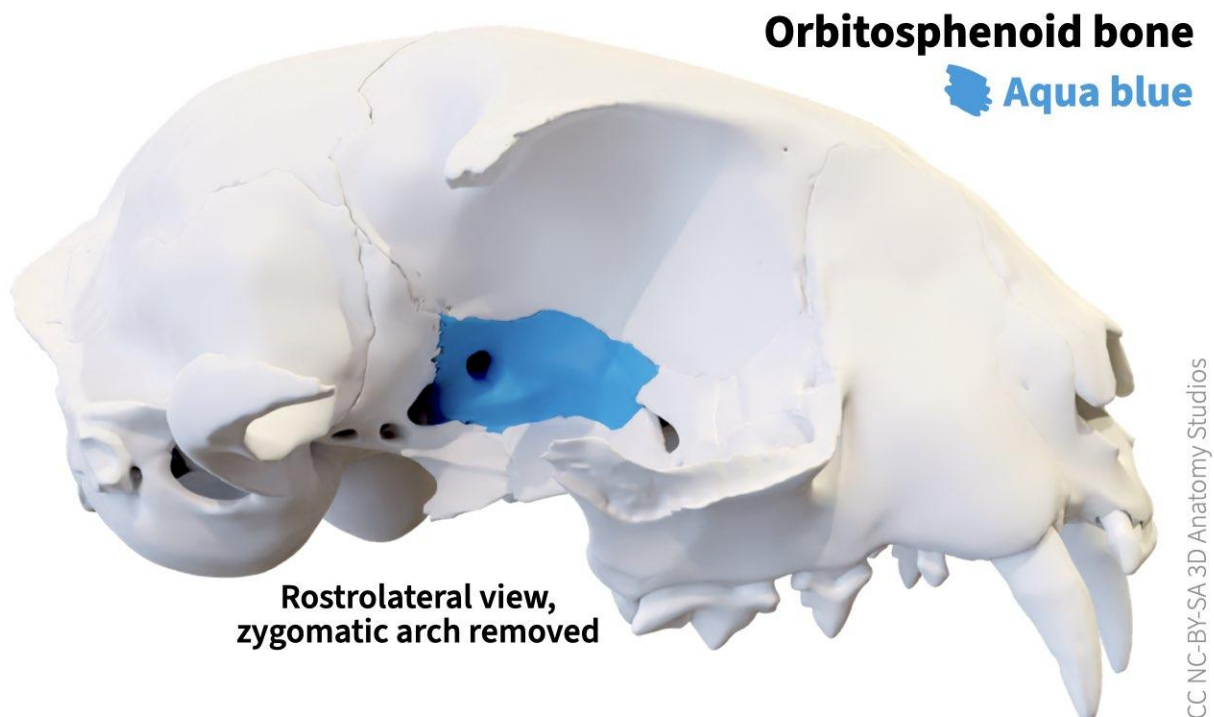 Orbitosphenoid bone
Aqua blue
Rostrolateral view,
zygomatic arch removed
CC NC-BY-SA 3D Anatomy Studios